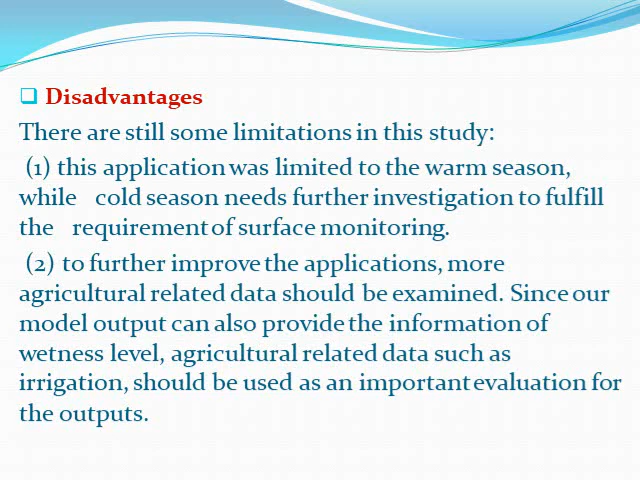 ❑ Disadvantages
There are still some limitations in this study:
(1) this application was limited to the warm season,
while cold season needs further investigation to fulfill
the requirement of surface monitoring.
(2) to further improve the applications, more
agricultural related data should be examined. Since our
model output can also provide the information of
wetness level, agricultural related data such as
irrigation, should be used as an important evaluation for
the outputs.